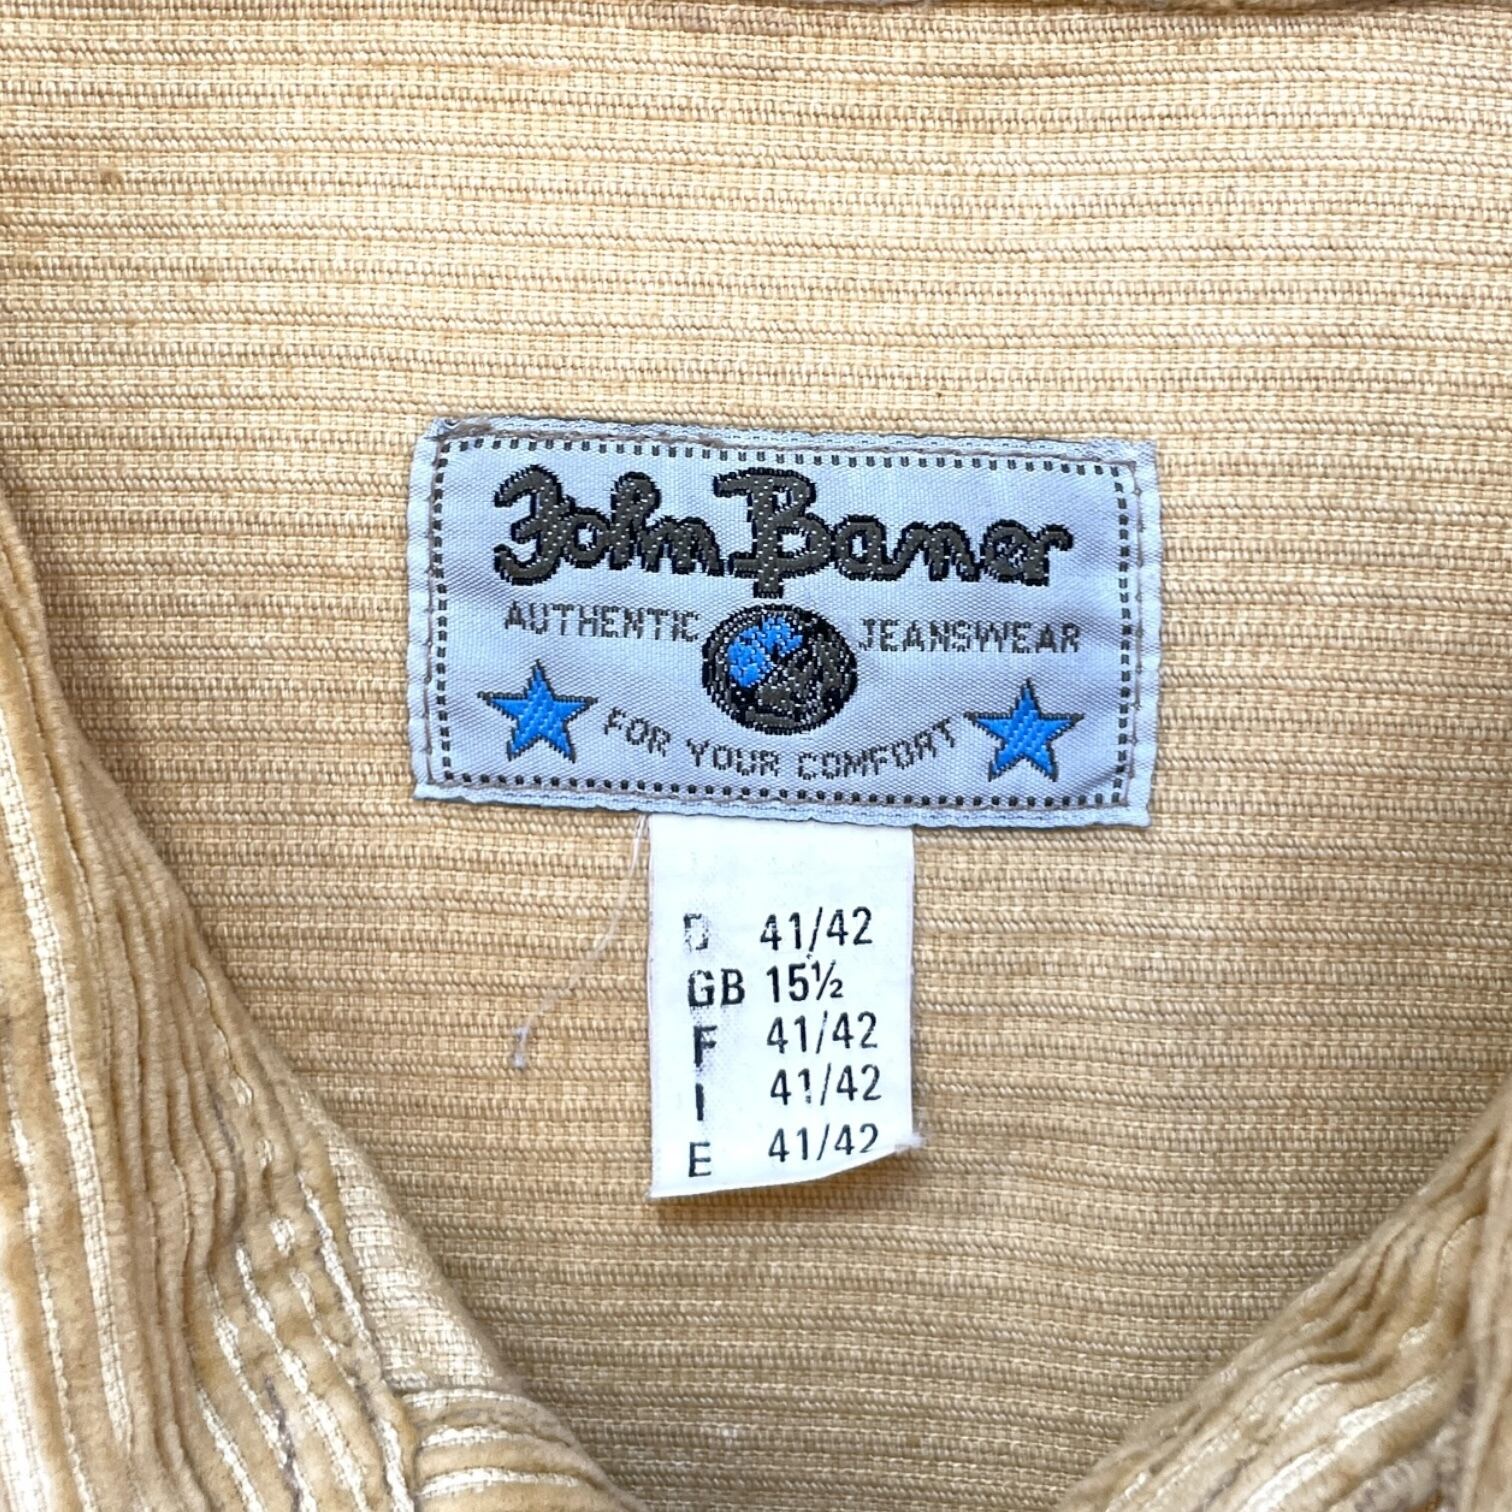 John Baner
AUTHENTIC JEANSWEAR
FOR YOUR COMFORT
D 41/42
GB 15½
F 41/42
I 41/42
E 41/42